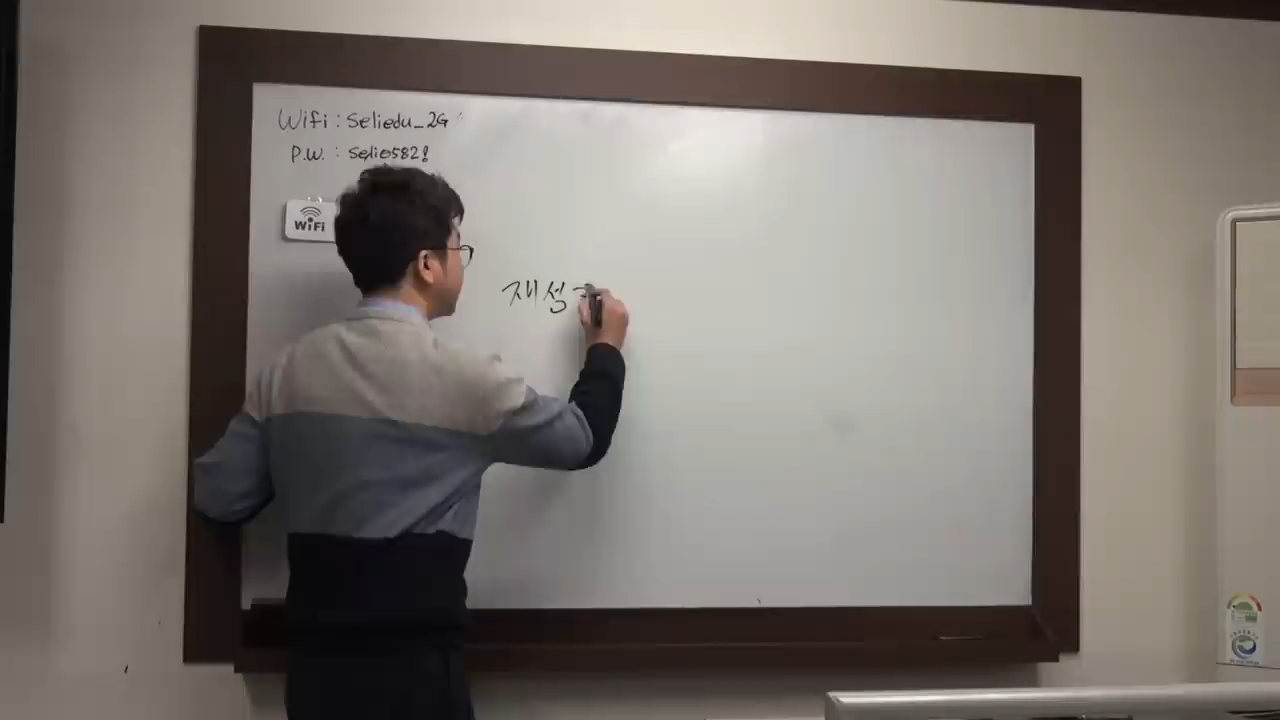 Wifi : Seliedu_2G
P.W. : Selie582!
WiFi
재성